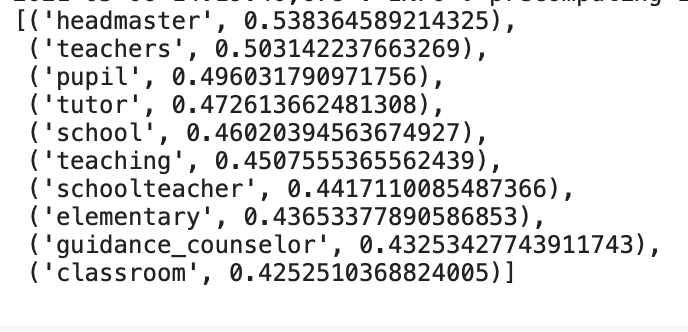 [('headmaster', 0.538364589214325),
('teachers', 0.503142237663269),
('pupil', 0.496031790971756),
('tutor', 0.472613662481308),
('school', 0.46020394563674927),
('teaching', 0.4507555365562439),
('schoolteacher', 0.4417110085487366),
('elementary', 0.43653377890586853),
('guidance_counselor', 0.43253427743911743),
('classroom', 0.4252510368824005)]